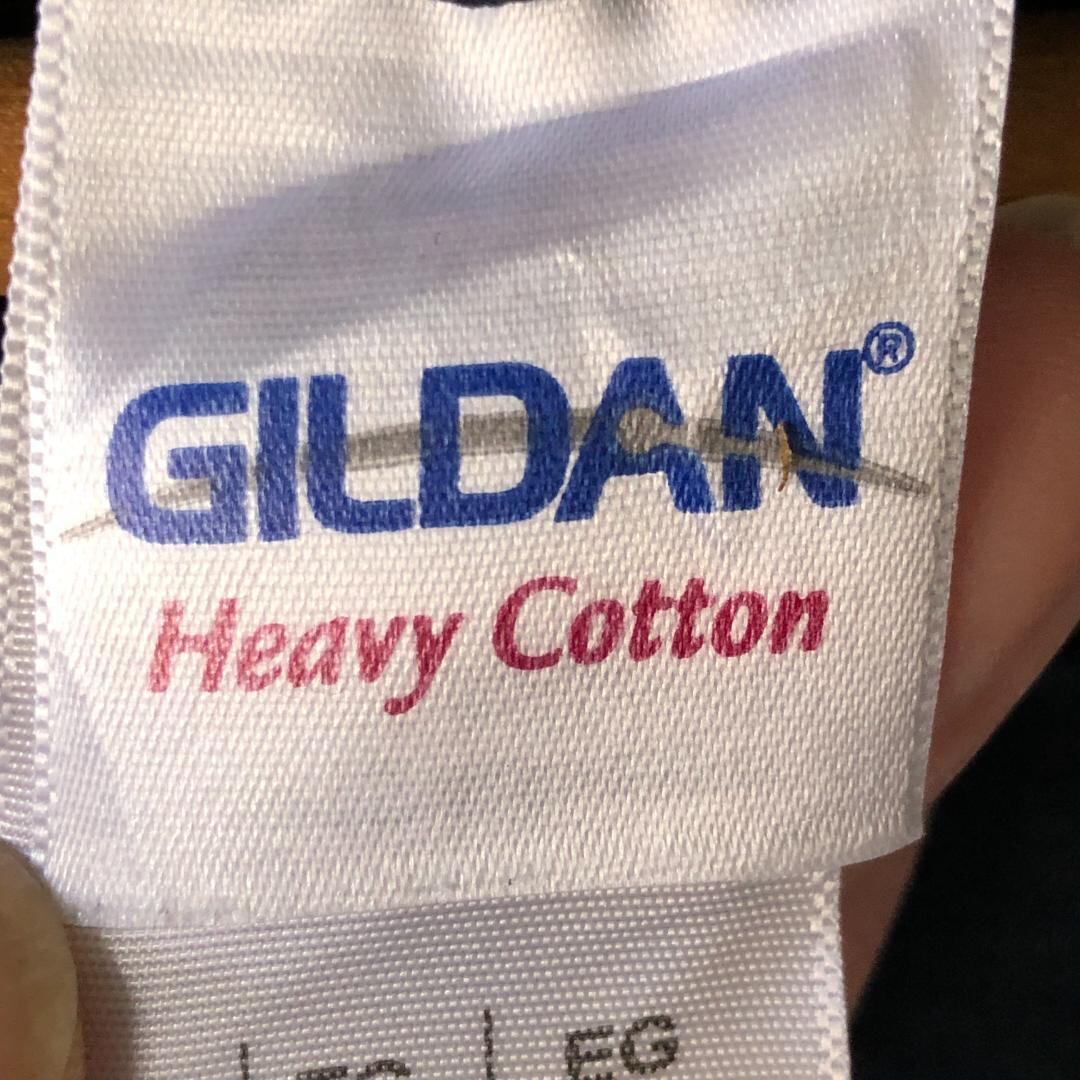 GILDAN®
Heavy Cotton
| | EG